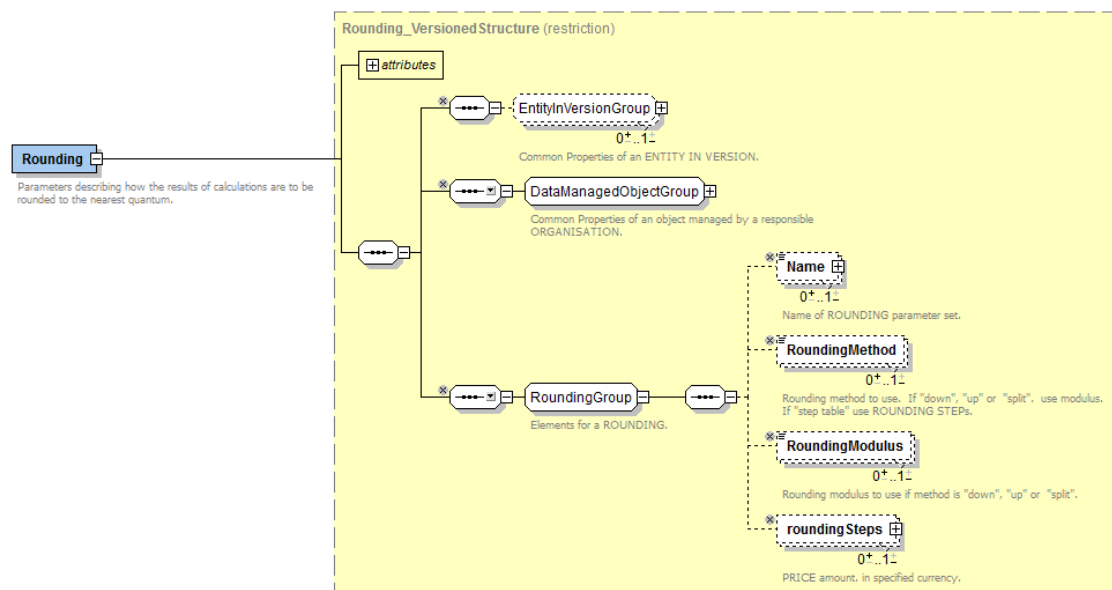 Rounding_VersionedStructure (restriction)
attributes
EntityInVersionGroup
0+..1+
Common Properties of an ENTITY IN VERSION.
Rounding
Parameters describing how the results of calculations are to be
rounded to the nearest quantum.
DataManagedObjectGroup
Common Properties of an object managed by a responsible
ORGANISATION.
Name
0+..1+
Name of ROUNDING parameter set.
RoundingMethod
0+..1+
Rounding method to use. If "down", "up" or "split". use modulus.
If "step table" use ROUNDING STEPs.
RoundingGroup
Elements for a ROUNDING.
RoundingModulus
0+..1+
Rounding modulus to use if method is "down", "up" or "split".
roundingSteps
0+..1+
PRICE amount. in specified currency.